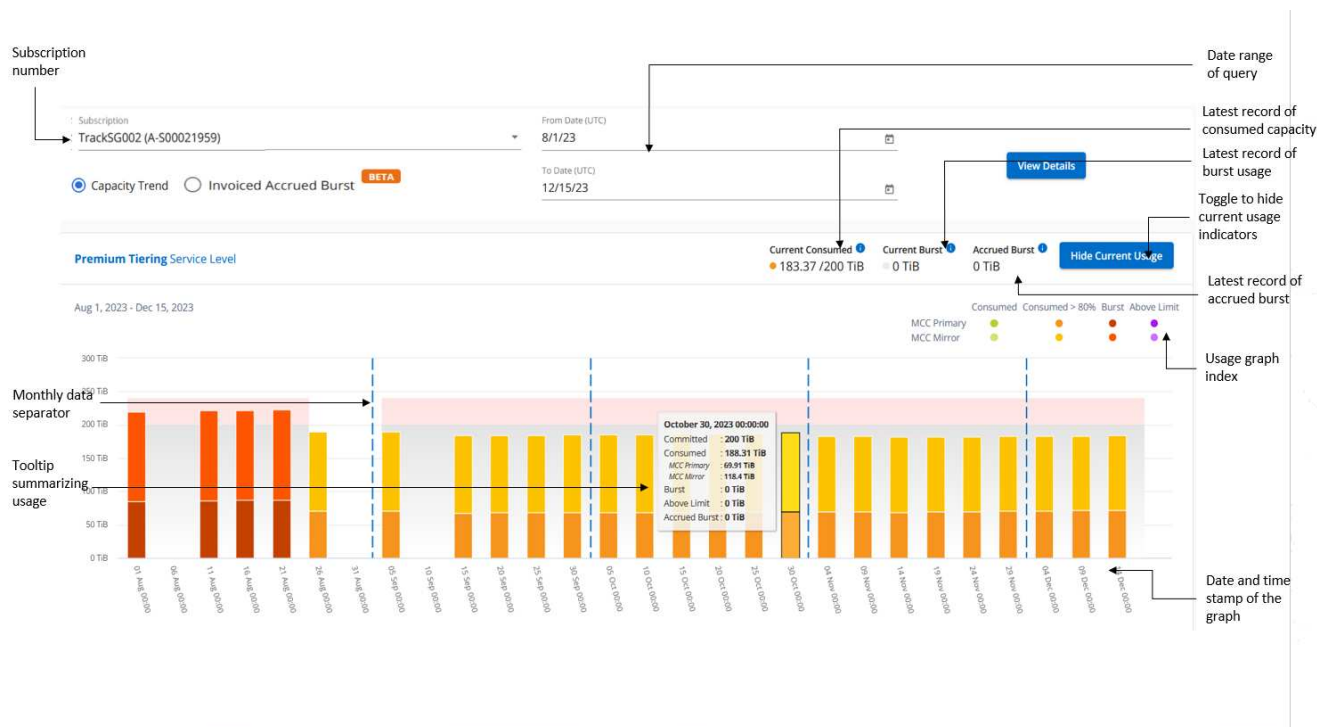 Subscription
number
Date range
of query
Latest record of
consumed capacity
Latest record of
burst usage
Toggle to hide
current usage
indicators
Latest record of
accrued burst
Usage graph
index
Subscription
TrackSG002 (A-S00021959)
From Date (UTC)
8/1/23
Capacity Trend
Invoiced Accrued Burst
BETA
To Date (UTC)
12/15/23
View Details
Premium Tiering Service Level
Current Consumed
183.37 /200 TiB
Current Burst
0 TiB
Accrued Burst
0 TiB
Hide Current Usage
Aug 1, 2023 - Dec 15, 2023
Consumed Consumed > 80% Burst Above Limit
MCC Primary
MCC Mirror
Monthly data
separator
Tooltip
summarizing
usage
300 TiB
250 TiB
200 TiB
150 TiB
100 TiB
50 TiB
0 TiB
October 30, 2023 00:00:00
Committed : 200 TiB
Consumed : 188.31 TiB
MCC Primary : 69.91 TiB
MCC Mirror : 118.4 TiB
Burst : 0 TiB
Above Limit : 0 TiB
Accrued Burst : 0 TiB
01 Aug 00:00
06 Aug 00:00
11 Aug 00:00
16 Aug 00:00
21 Aug 00:00
26 Aug 00:00
31 Aug 00:00
05 Sep 00:00
10 Sep 00:00
15 Sep 00:00
20 Sep 00:00
25 Sep 00:00
30 Sep 00:00
05 Oct 00:00
10 Oct 00:00
15 Oct 00:00
20 Oct 00:00
25 Oct 00:00
30 Oct 00:00
04 Nov 00:00
09 Nov 00:00
14 Nov 00:00
19 Nov 00:00
24 Nov 00:00
29 Nov 00:00
04 Dec 00:00
09 Dec 00:00
Dec 00:00
Date and time
stamp of the
graph